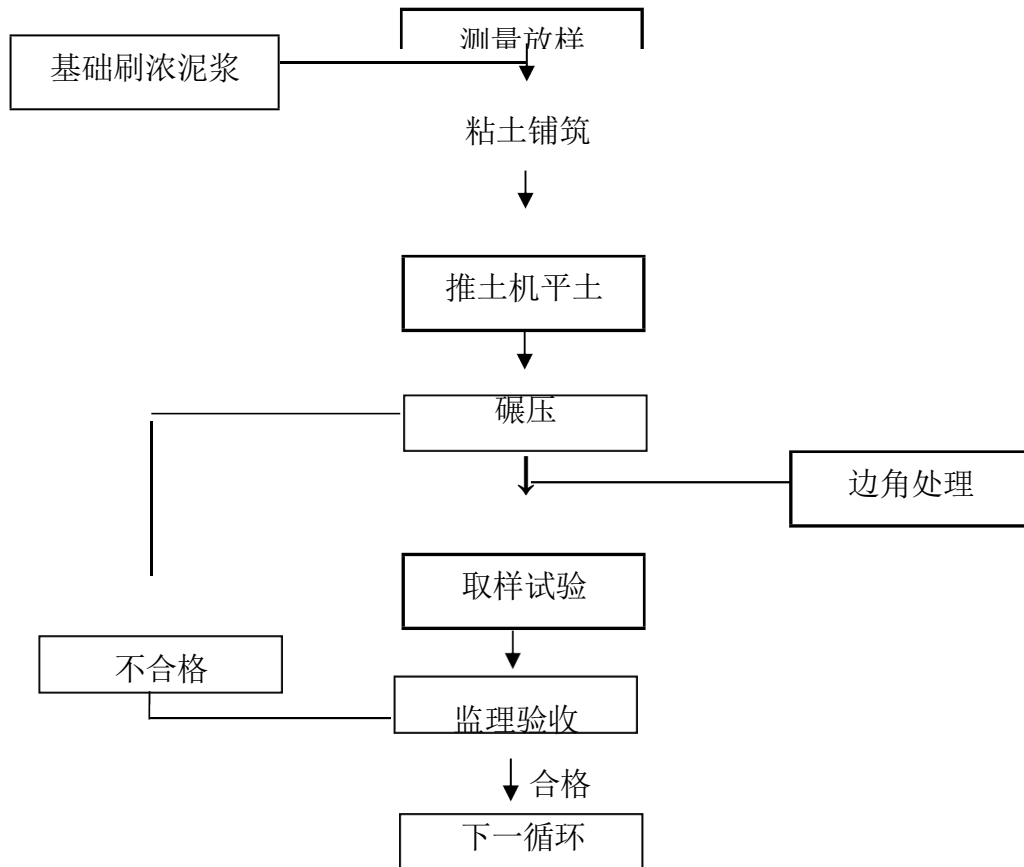 测量放样
基础刷浓泥浆
粘土铺筑
推土机平土
碾压
边角处理
取样试验
不合格
监理验收
合格
下一循环